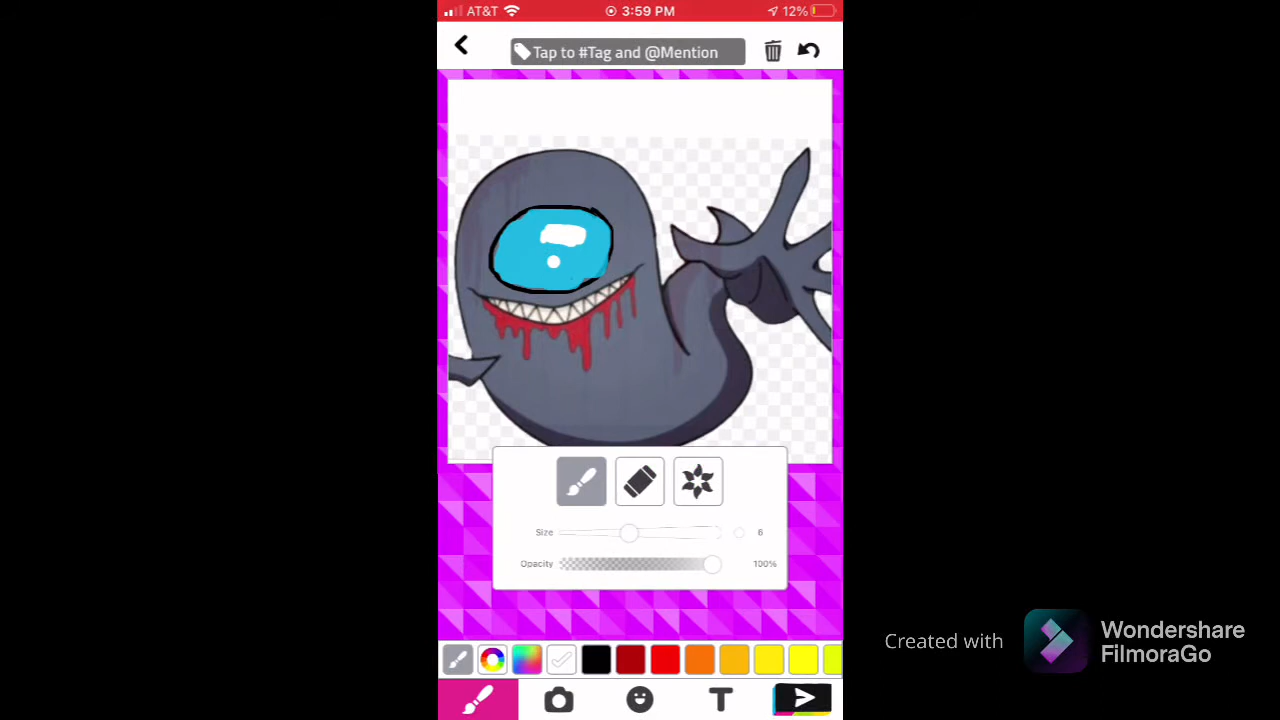 AT&T 3:59 PM 12%
Tap to #Tag and @Mention
Size 6
Opacity 100%
T
Created with Wondershare FilmoraGo